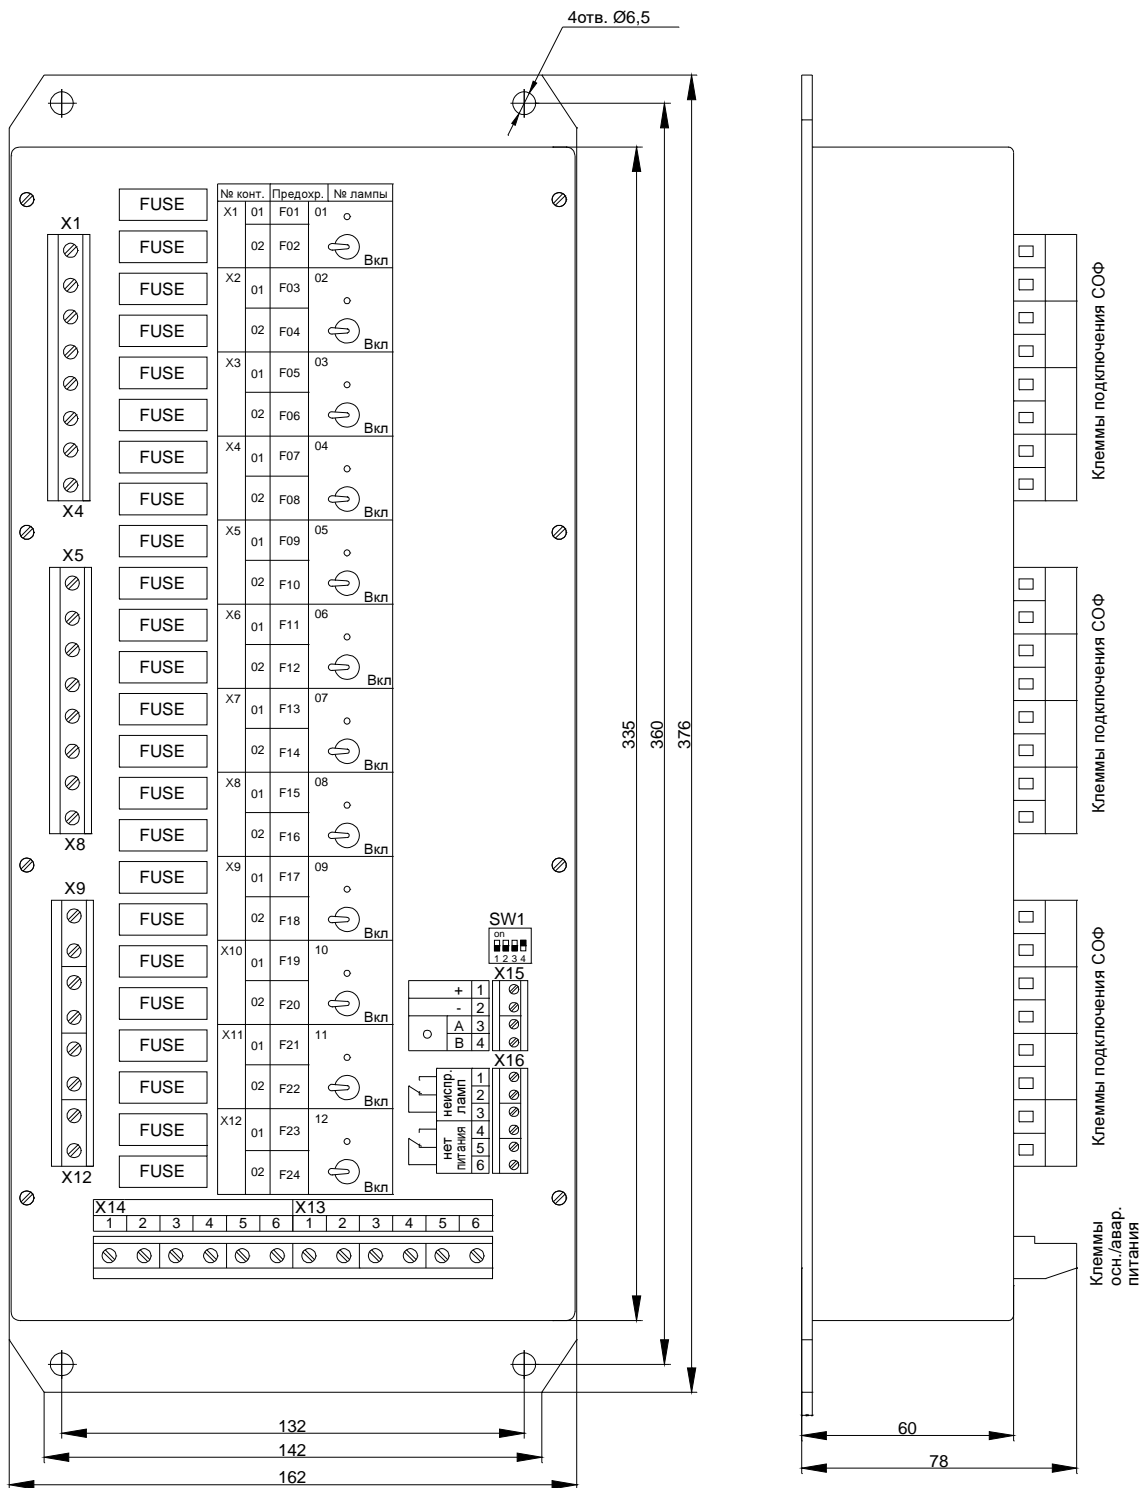 4отв. Ø6,5
№ конт. Предохр. № лампы
FUSE X1 01 F01 01
X1
FUSE 02 F02 Вкл
FUSE X2 01 F03 02
FUSE 02 F04 Вкл
FUSE X3 01 F05 03
FUSE 02 F06 Вкл
FUSE X4 01 F07 04
FUSE 02 F08 Вкл
X4
FUSE X5 01 F09 05
X5
FUSE 02 F10 Вкл
FUSE X6 01 F11 06
FUSE 02 F12 Вкл
FUSE X7 01 F13 07
FUSE 02 F14 Вкл
FUSE X8 01 F15 08
FUSE 02 F16 Вкл
X8
FUSE X9 01 F17 09
X9
FUSE 02 F18 Вкл
FUSE X10 01 F19 10
FUSE 02 F20 Вкл
FUSE X11 01 F21 11
FUSE 02 F22 Вкл
FUSE X12 01 F23 12
FUSE 02 F24 Вкл
X12
SW1
on
1 2 3 4
X15
+ 1
- 2
A 3
B 4
X16
неиспр.
ламп
1
2
3
нет
питания
4
5
6
X14 X13
1 2 3 4 5 6 1 2 3 4 5 6
335
360
376
132
142
162
Клеммы подключения СОФ
Клеммы подключения СОФ
Клеммы подключения СОФ
Клеммы
осн./авар.
питания
60
78